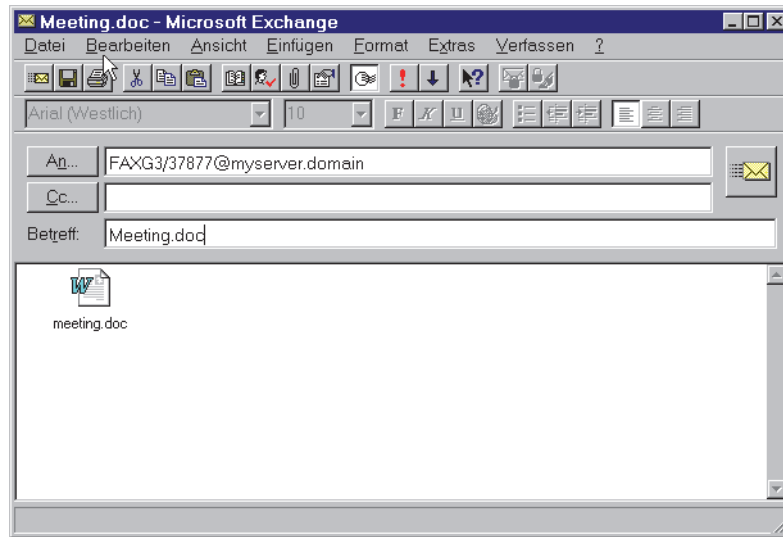 Meeting.doc - Microsoft Exchange
Datei Bearbeiten Ansicht Einfügen Format Extras Verfassen ?
Arial (Westlich) 10 F K U
An... FAXG3/37877@myserver.domain
Cc...
Betreff: Meeting.doc
W
meeting.doc